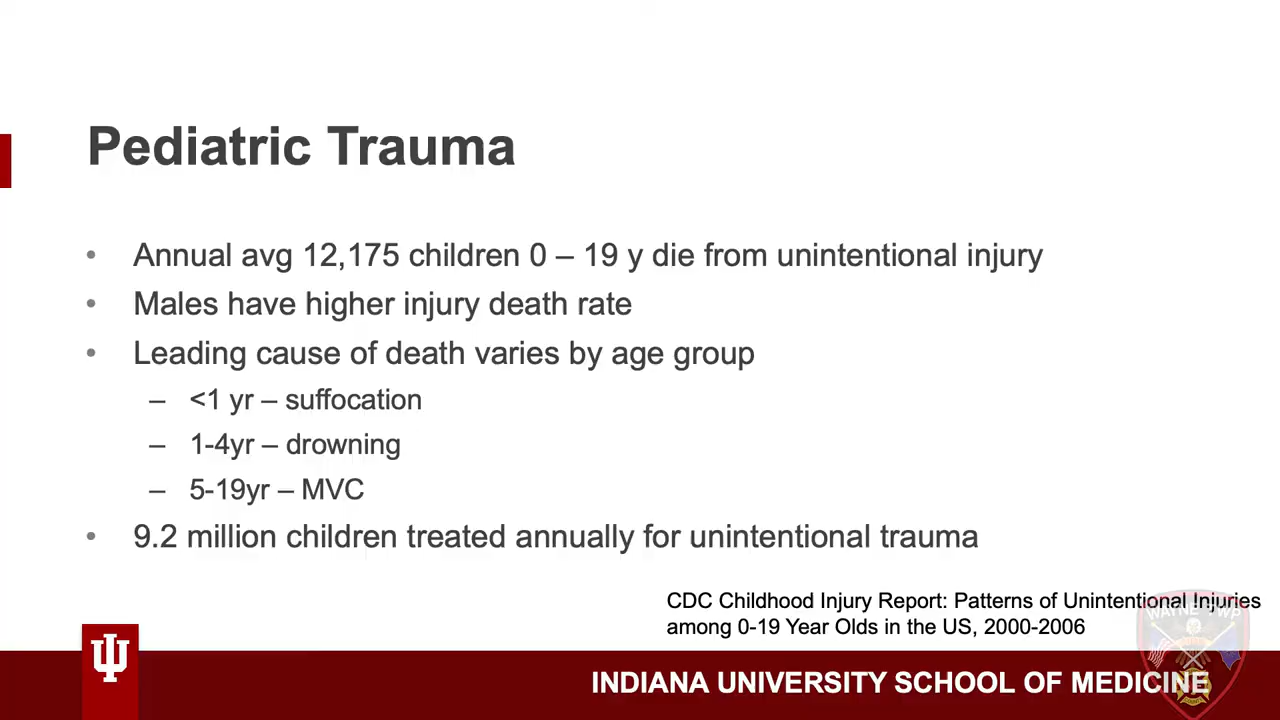 Pediatric Trauma
• Annual avg 12,175 children 0 – 19 y die from unintentional injury
• Males have higher injury death rate
• Leading cause of death varies by age group
– <1 yr – suffocation
– 1-4yr – drowning
– 5-19yr – MVC
• 9.2 million children treated annually for unintentional trauma
CDC Childhood Injury Report: Patterns of Unintentional Injuries
among 0-19 Year Olds in the US, 2000-2006
WAYNE TWP
INDIANA UNIVERSITY SCHOOL OF MEDICINE